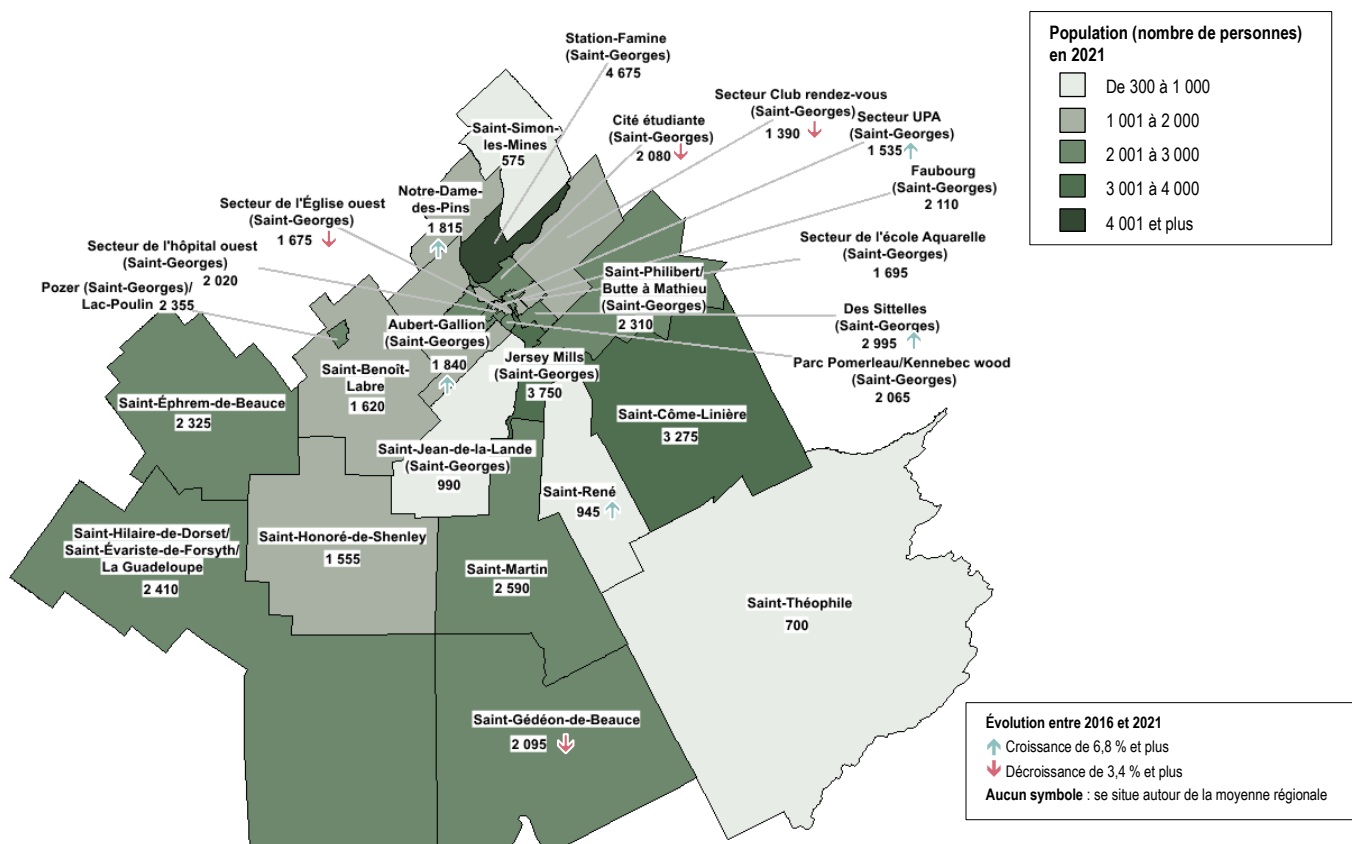 Station-Famine
(Saint-Georges)
4 675
Population (nombre de personnes)
en 2021
De 300 à 1 000
1 001 à 2 000
2 001 à 3 000
3 001 à 4 000
4 001 et plus
Secteur Club rendez-vous
(Saint-Georges)
1 390
Cité étudiante
(Saint-Georges)
2 080
Secteur UPA
(Saint-Georges)
1 535
Saint-Simon-
les-Mines
575
Faubourg
(Saint-Georges)
2 110
Notre-Dame-
des-Pins
1 815
Secteur de l'Église ouest
(Saint-Georges)
1 675
Secteur de l'école Aquarelle
(Saint-Georges)
1 695
Secteur de l'hôpital ouest
(Saint-Georges)
2 020
Saint-Philibert/
Butte à Mathieu
(Saint-Georges)
2 310
Pozer (Saint-Georges)/
Lac-Poulin 2 355
Des Sittelles
(Saint-Georges)
2 995
Aubert-Gallion
(Saint-Georges)
1 840
Jersey Mills
(Saint-Georges)
3 750
Parc Pomerleau/Kennebec wood
(Saint-Georges)
2 065
Saint-Benoît-
Labre
1 620
Saint-Éphrem-de-Beauce
2 325
Saint-Côme-Linière
3 275
Saint-Jean-de-la-Lande
(Saint-Georges)
990
Saint-René
945
Saint-Hilaire-de-Dorset/
Saint-Évariste-de-Forsyth/
La Guadeloupe
2 410
Saint-Honoré-de-Shenley
1 555
Saint-Martin
2 590
Saint-Théophile
700
Saint-Gédéon-de-Beauce
2 095
Évolution entre 2016 et 2021
Croissance de 6,8 % et plus
Décroissance de 3,4 % et plus
Aucun symbole : se situe autour de la moyenne régionale